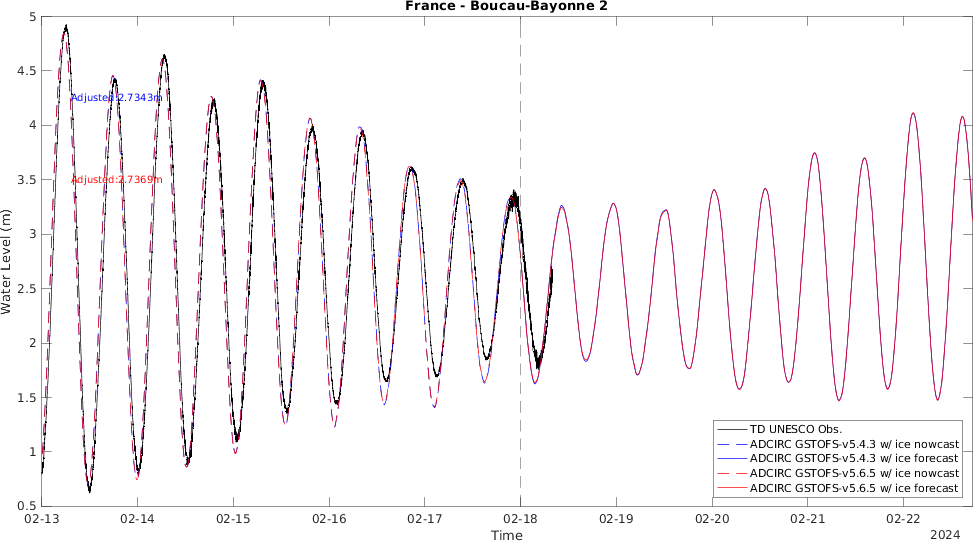 France - Boucau-Bayonne 2
5
4.5
4
3.5
3
2.5
2
1.5
1
0.5
Water Level (m)
Adjusted:2.7343m
Adjusted:2.7369m
TD UNESCO Obs.
ADCIRC GSTOFS-v5.4.3 w/ ice nowcast
ADCIRC GSTOFS-v5.4.3 w/ ice forecast
ADCIRC GSTOFS-v5.6.5 w/ ice nowcast
ADCIRC GSTOFS-v5.6.5 w/ ice forecast
02-13 02-14 02-15 02-16 02-17 02-18 02-19 02-20 02-21 02-22
Time
2024